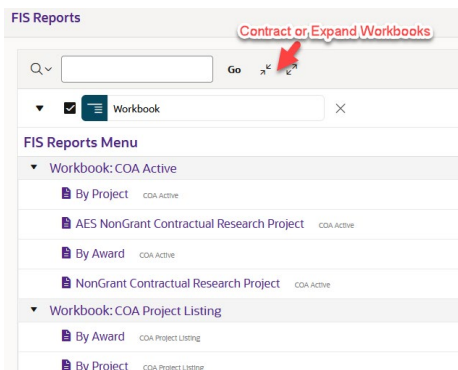 FIS Reports
Contract or Expand Workbooks
Go
Workbook
FIS Reports Menu
Workbook: COA Active
By Project COA Active
AES NonGrant Contractual Research Project COA Active
By Award COA Active
NonGrant Contractual Research Project COA Active
Workbook: COA Project Listing
By Award COA Project Listing
By Project COA Project Listing